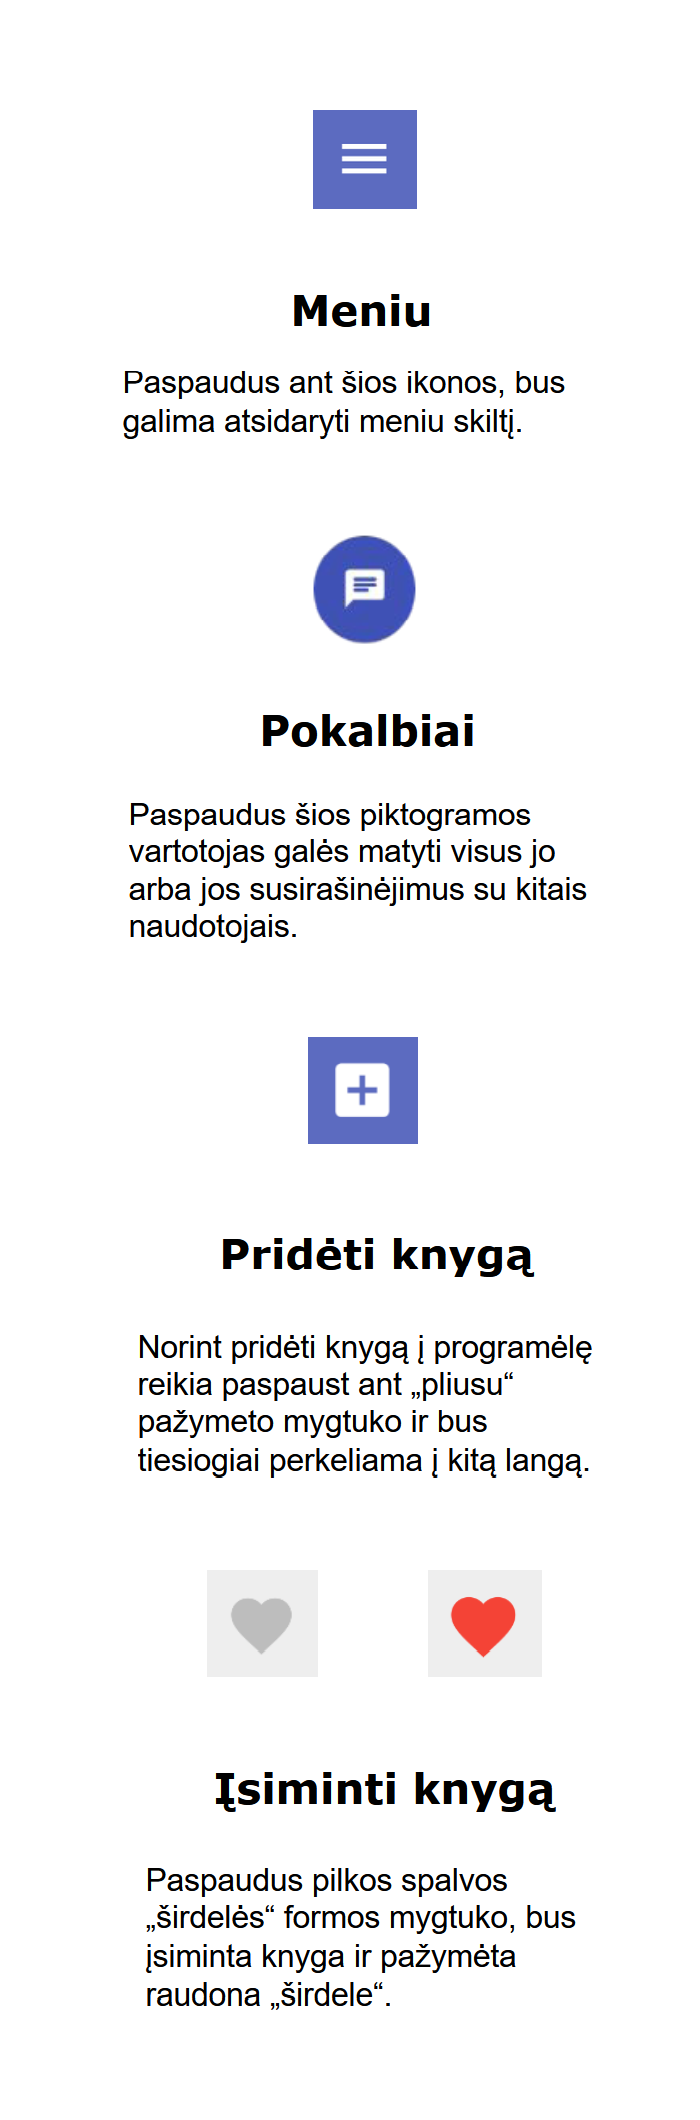 Meniu
Paspaudus ant šios ikonos, bus
galima atsidaryti meniu skiltį.
Pokalbiai
Paspaudus šios piktogramos
vartotojas galės matyti visus jo
arba jos susirašinėjimus su kitais
naudotojais.
Pridėti knygą
Norint pridėti knygą į programėlę
reikia paspaust ant „pliusu“
pažymeto mygtuko ir bus
tiesiogiai perkeliama į kitą langą.
Įsiminti knygą
Paspaudus pilkos spalvos
„širdelės“ formos mygtuko, bus
įsiminta knyga ir pažymėta
raudona „širdele“.